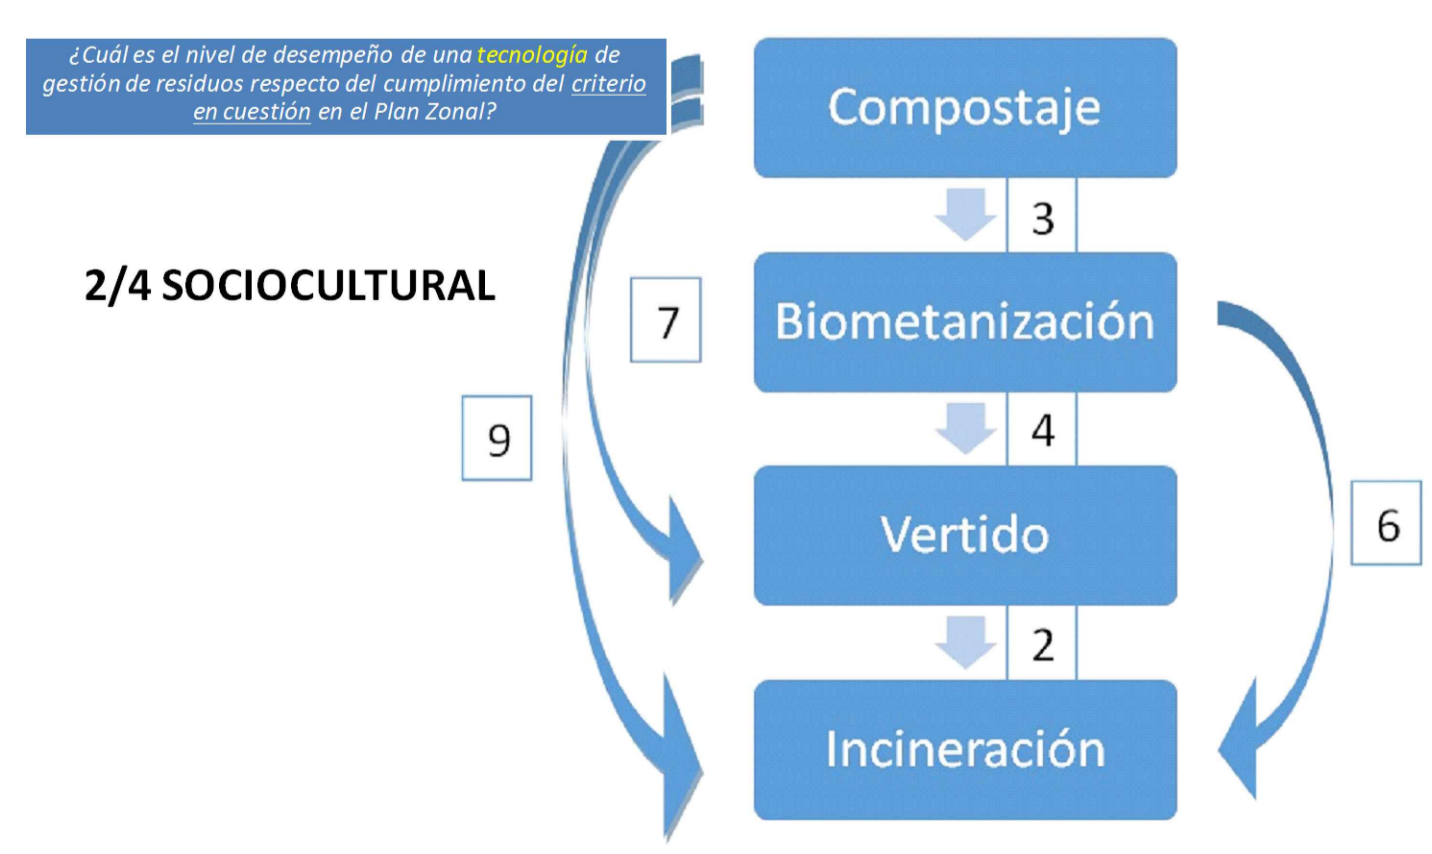 ¿Cuál es el nivel de desempeño de una tecnología de
gestión de residuos respecto del cumplimiento del criterio
en cuestión en el Plan Zonal?
Compostaje
3
2/4 SOCIOCULTURAL
7
Biometanización
9
4
6
Vertido
2
Incineración